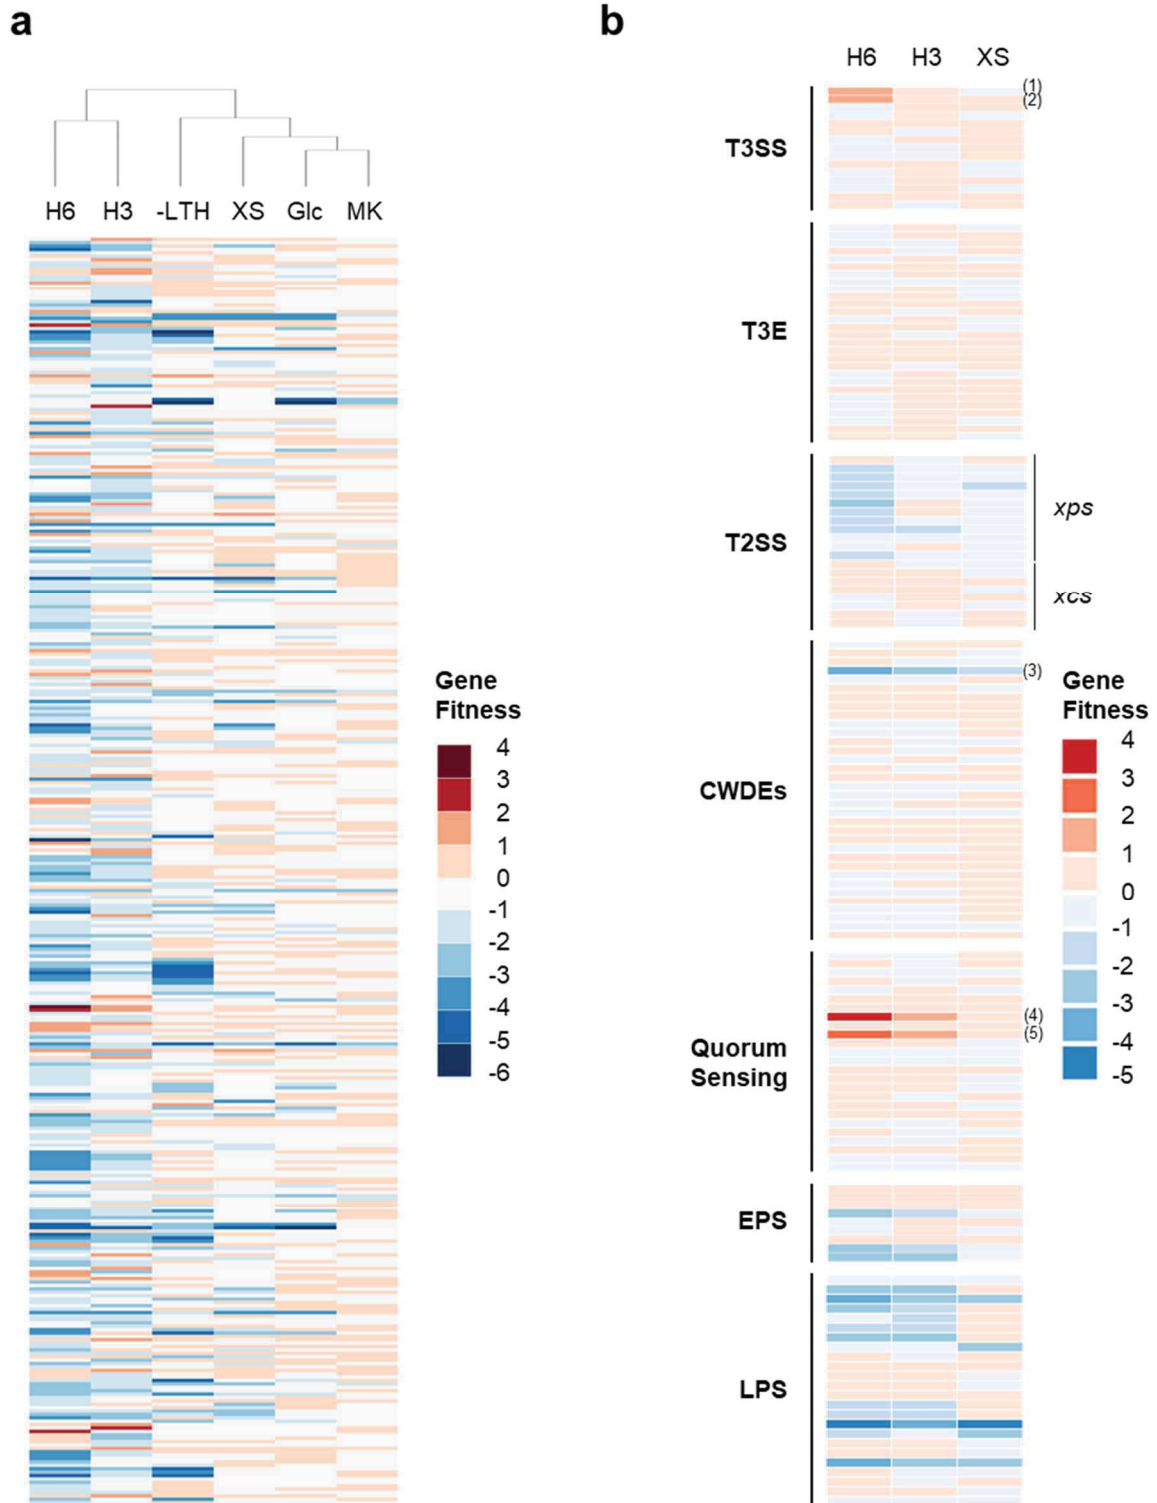 a
H6 H3 -LTH XS Glc MK
Gene
Fitness
4
3
2
1
0
-1
-2
-3
-4
-5
-6
b
H6 H3 XS
T3SS
(1)
(2)
T3E
T2SS
xps
xcs
CWDEs
(3)
Quorum
Sensing
(4)
(5)
EPS
LPS
Gene
Fitness
4
3
2
1
0
-1
-2
-3
-4
-5